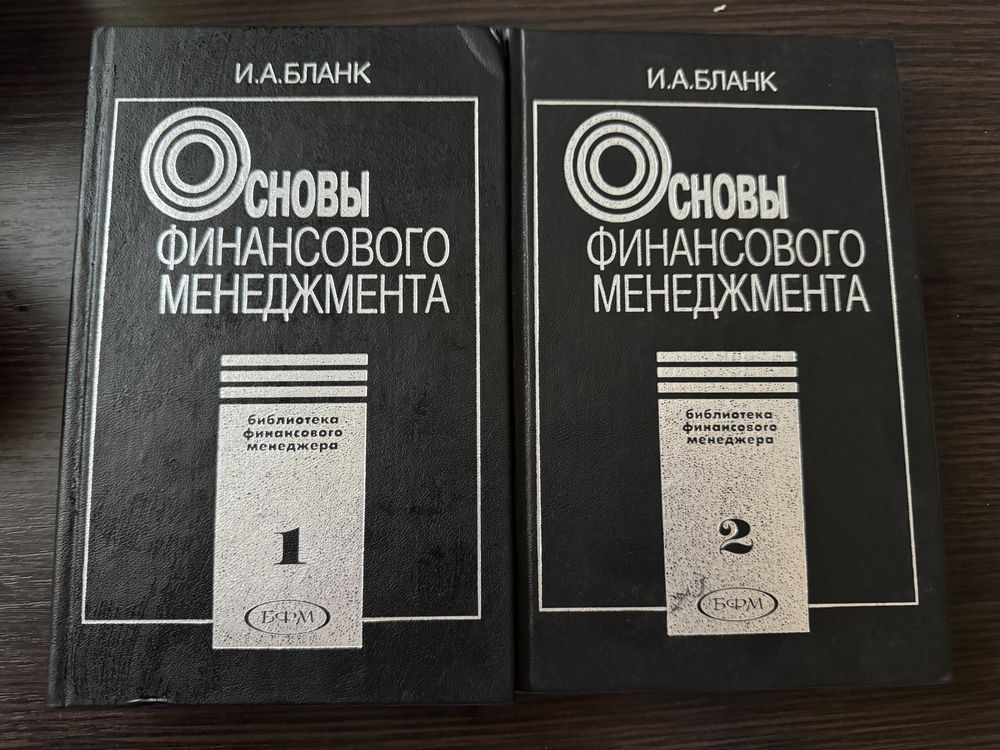 И.А.БЛАНК
ОСНОВЫ
ФИНАНСОВОГО
МЕНЕДЖМЕНТА
библиотека
финансового
менеджера
1
БФМ
И.А.БЛАНК
ОСНОВЫ
ФИНАНСОВОГО
МЕНЕДЖМЕНТА
библиотека
финансового
менеджера
2
БФМ